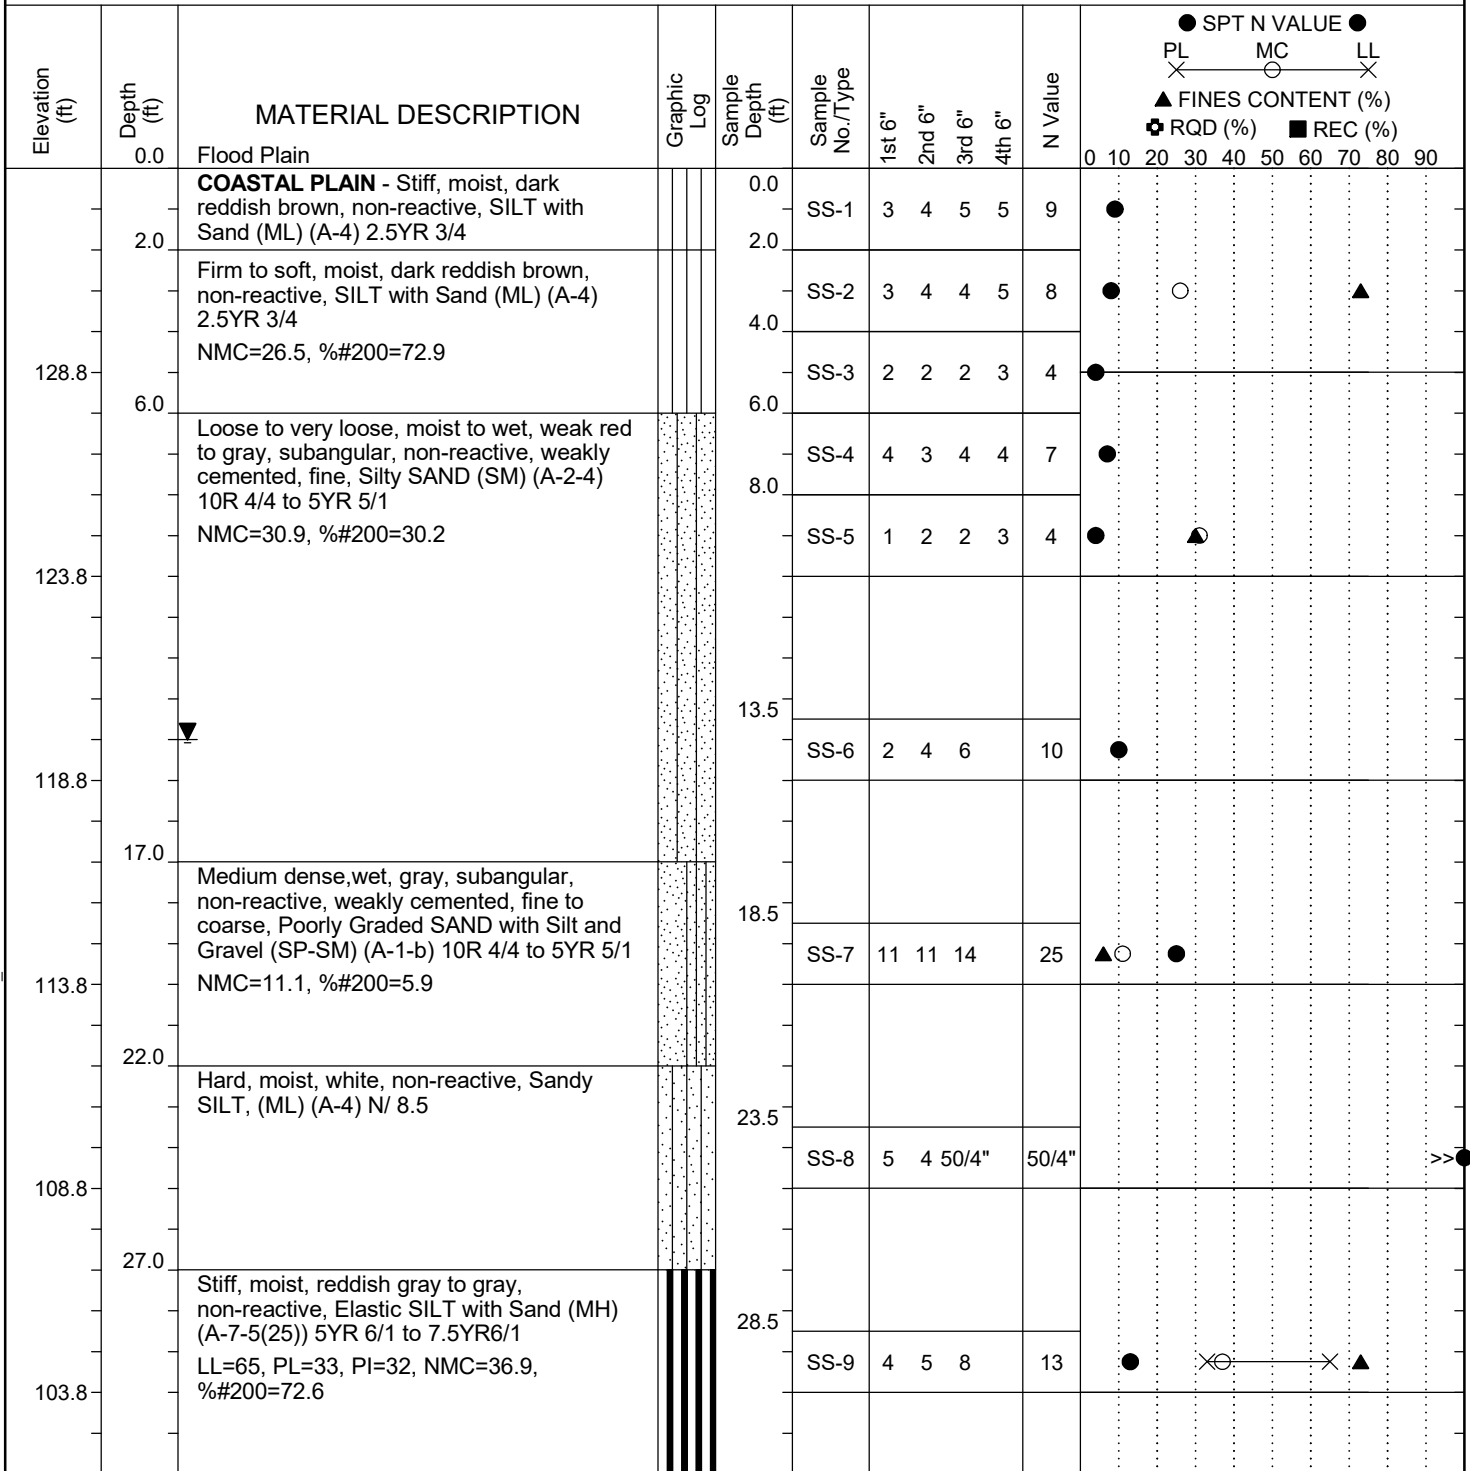 Elevation (ft)
Depth (ft)
MATERIAL DESCRIPTION
Graphic Log
Sample Depth (ft)
Sample No./Type
1st 6"
2nd 6"
3rd 6"
4th 6"
N Value
● SPT N VALUE ●
PL MC LL
▲ FINES CONTENT (%)
RQD (%) ■ REC (%)
0 10 20 30 40 50 60 70 80 90
0.0 Flood Plain
COASTAL PLAIN - Stiff, moist, dark
reddish brown, non-reactive, SILT with
Sand (ML) (A-4) 2.5YR 3/4
0.0
SS-1 3 4 5 5 9
2.0 2.0
Firm to soft, moist, dark reddish brown,
non-reactive, SILT with Sand (ML) (A-4)
2.5YR 3/4
NMC=26.5, %#200=72.9
SS-2 3 4 4 5 8
4.0
128.8 SS-3 2 2 2 3 4
6.0 6.0
Loose to very loose, moist to wet, weak red
to gray, subangular, non-reactive, weakly
cemented, fine, Silty SAND (SM) (A-2-4)
10R 4/4 to 5YR 5/1
NMC=30.9, %#200=30.2
SS-4 4 3 4 4 7
8.0
SS-5 1 2 2 3 4
123.8
13.5
SS-6 2 4 6 10
118.8
17.0
Medium dense,wet, gray, subangular,
non-reactive, weakly cemented, fine to
coarse, Poorly Graded SAND with Silt and
Gravel (SP-SM) (A-1-b) 10R 4/4 to 5YR 5/1
NMC=11.1, %#200=5.9
18.5
SS-7 11 11 14 25
113.8
22.0
Hard, moist, white, non-reactive, Sandy
SILT, (ML) (A-4) N/ 8.5
23.5
SS-8 5 4 50/4" 50/4" >>
108.8
27.0
Stiff, moist, reddish gray to gray,
non-reactive, Elastic SILT with Sand (MH)
(A-7-5(25)) 5YR 6/1 to 7.5YR6/1
LL=65, PL=33, PI=32, NMC=36.9,
%#200=72.6
28.5
SS-9 4 5 8 13
103.8